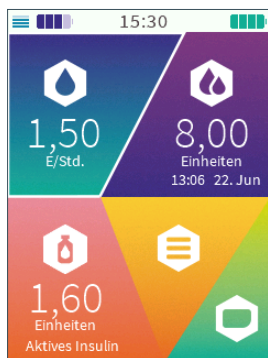 15:30
1,50
E/Std.
8,00
Einheiten
13:06 22. Jun
1,60
Einheiten
Aktives Insulin